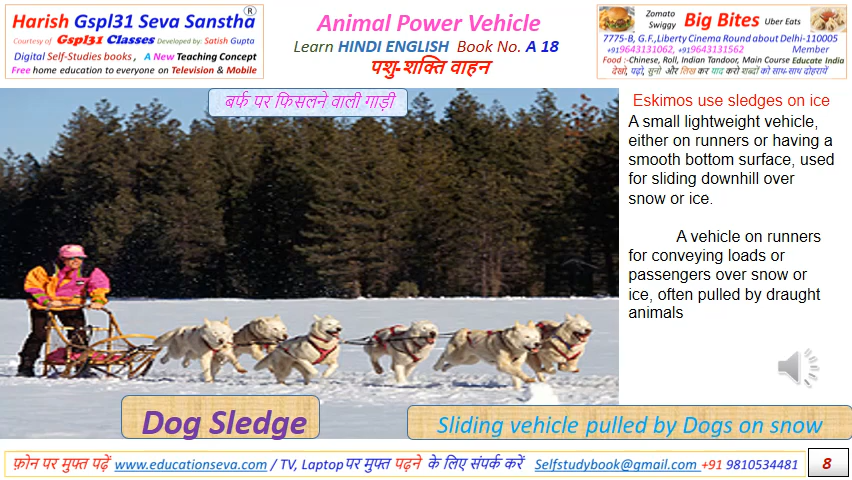 Harish Gspl31 Seva Sanstha ®
Courtesy of Gspl31 Classes Developed by: Satish Gupta
Digital Self-Studies books, A New Teaching Concept
Free home education to everyone on Television & Mobile
Animal Power Vehicle
Learn HINDI ENGLISH Book No. A 18
पशु-शक्ति वाहन
Zomato
Swiggy
Big Bites Uber Eats
7775-B, G.F,Liberty Cinema Round about Delhi-110005
+919643131062, +919643131562 Member
Food :-Chinese, Roll, Indian Tandoor, Main Course Educate India
देखो, पढ़ो, सुनो और लिख कर याद करो शब्दों को साथ-साथ दोहरायें
बर्फ पर फिसलने वाली गाड़ी
Eskimos use sledges on ice
A small lightweight vehicle,
either on runners or having a
smooth bottom surface, used
for sliding downhill over
snow or ice.
A vehicle on runners
for conveying loads or
passengers over snow or
ice, often pulled by draught
animals
Dog Sledge
Sliding vehicle pulled by Dogs on snow
फ़ोन पर मुफ्त पढ़ें www.educationseva.com / TV, Laptop पर मुफ्त पढ़ने के लिए संपर्क करें Selfstudybook@gmail.com +91 9810534481
8